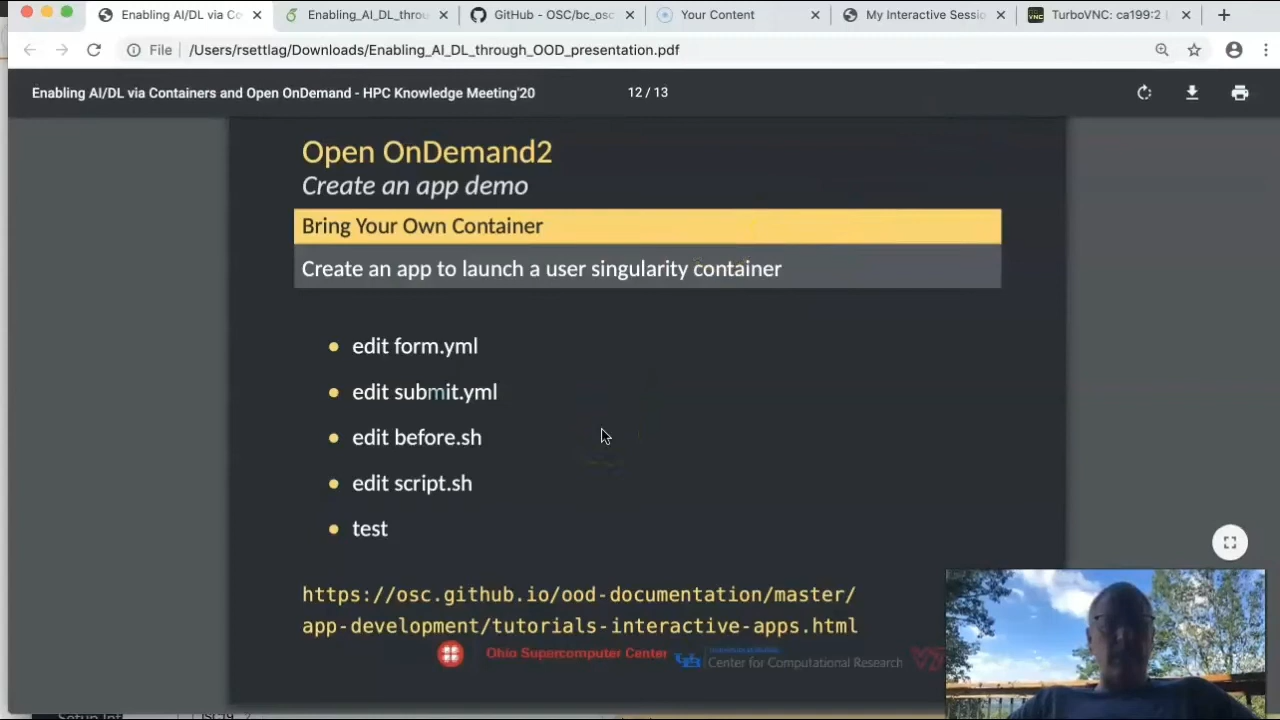 Enabling AI/DL via Co
Enabling_AI_DL_throu
GitHub - OSC/bc_osc
Your Content
My Interactive Sessio
TurboVNC: ca199:2 (
File
/Users/rsettlag/Downloads/Enabling_AI_DL_through_OOD_presentation.pdf
Enabling AI/DL via Containers and Open OnDemand - HPC Knowledge Meeting'20
12 / 13
Open OnDemand2
Create an app demo
Bring Your Own Container
Create an app to launch a user singularity container
edit form.yml
edit submit.yml
edit before.sh
edit script.sh
test
https://osc.github.io/ood-documentation/master/
app-development/tutorials-interactive-apps.html
Ohio Supercomputer Center
Center for Computational Research